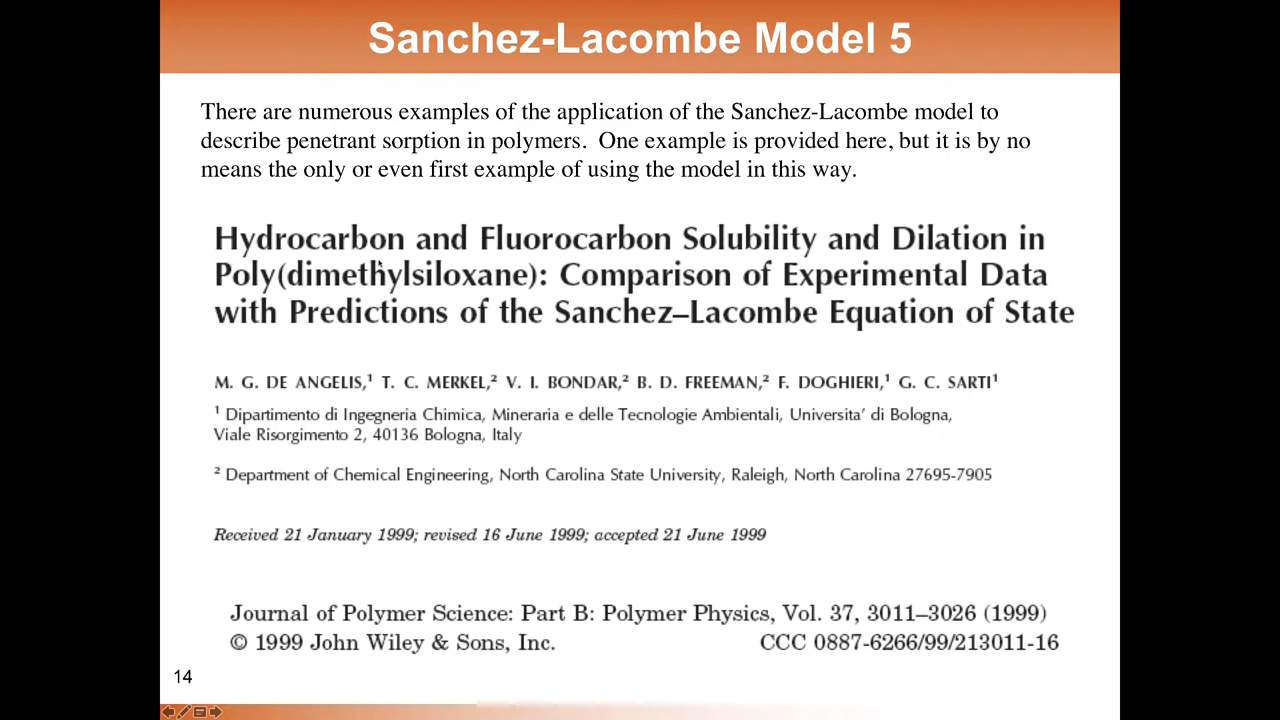 Sanchez-Lacombe Model 5
There are numerous examples of the application of the Sanchez-Lacombe model to
describe penetrant sorption in polymers.  One example is provided here, but it is by no
means the only or even first example of using the model in this way.
Hydrocarbon and Fluorocarbon Solubility and Dilation in
Poly(dimethylsiloxane): Comparison of Experimental Data
with Predictions of the Sanchez–Lacombe Equation of State
M. G. DE ANGELIS,¹ T. C. MERKEL,² V. I. BONDAR,² B. D. FREEMAN,² F. DOGHIERI,¹ G. C. SARTI¹
¹ Dipartimento di Ingegneria Chimica, Mineraria e delle Tecnologie Ambientali, Universita’ di Bologna,
Viale Risorgimento 2, 40136 Bologna, Italy
² Department of Chemical Engineering, North Carolina State University, Raleigh, North Carolina 27695-7905
Received 21 January 1999; revised 16 June 1999; accepted 21 June 1999
Journal of Polymer Science: Part B: Polymer Physics, Vol. 37, 3011–3026 (1999)
© 1999 John Wiley & Sons, Inc. CCC 0887-6266/99/213011-16
14